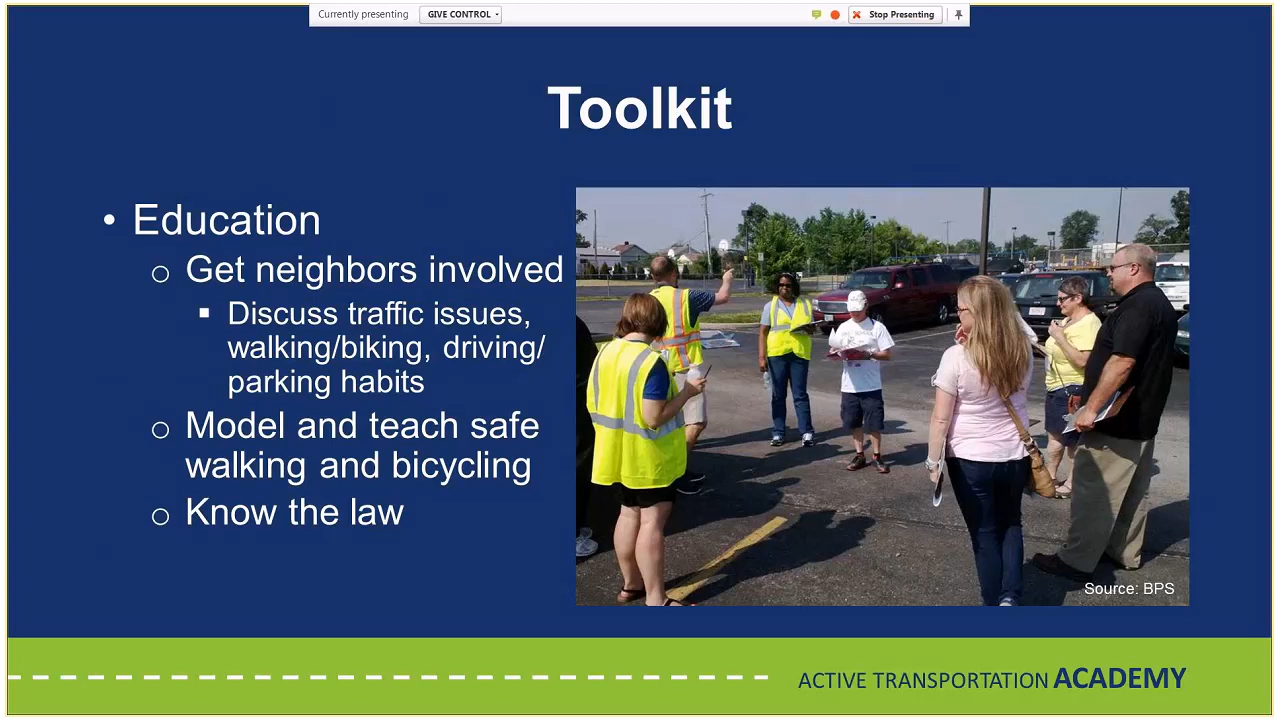 Currently presenting GIVE CONTROL Stop Presenting
Toolkit
• Education
o Get neighbors involved
▪ Discuss traffic issues,
walking/biking, driving/
parking habits
o Model and teach safe
walking and bicycling
o Know the law
Source: BPS
ACTIVE TRANSPORTATION ACADEMY